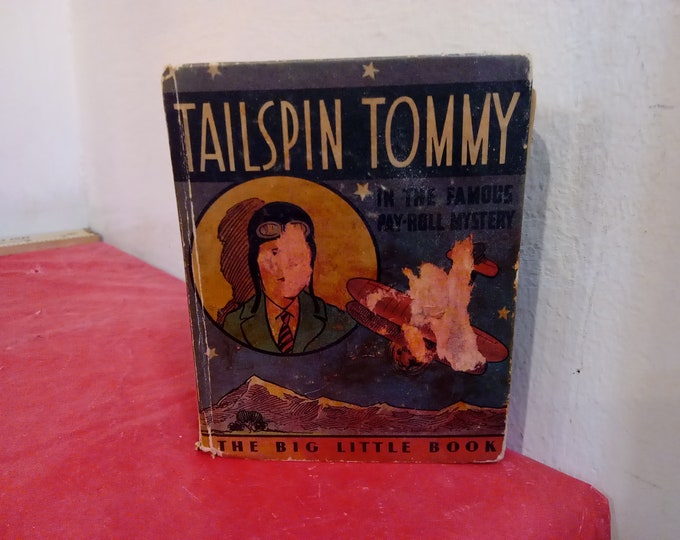 TAILSPIN TOMMY
IN THE FAMOUS
PAY-ROLL MYSTERY
THE BIG LITTLE BOOK